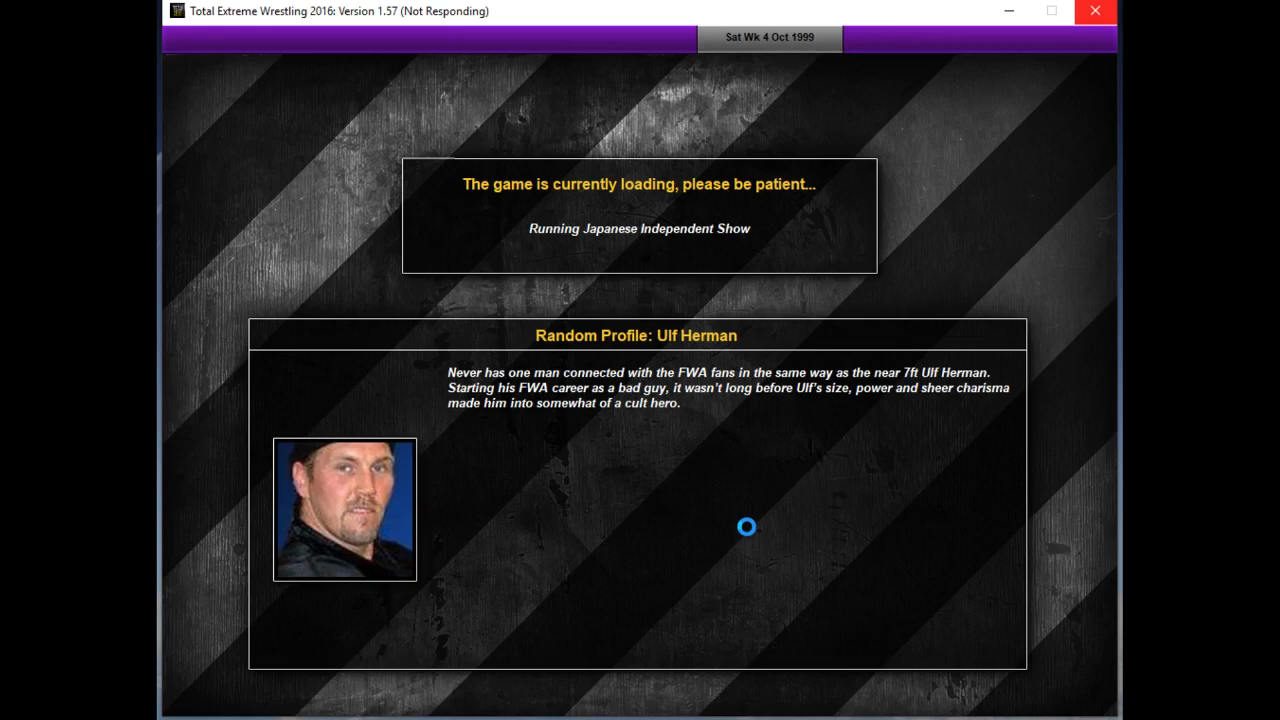 Total Extreme Wrestling 2016: Version 1.57 (Not Responding)
Sat Wk 4 Oct 1999
The game is currently loading, please be patient...
Running Japanese Independent Show
Random Profile: Ulf Herman
Never has one man connected with the FWA fans in the same way as the near 7ft Ulf Herman.
Starting his FWA career as a bad guy, it wasn't long before Ulf's size, power and sheer charisma
made him into somewhat of a cult hero.